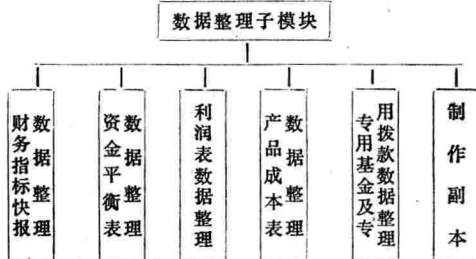 数据整理子模块
财务指标快报
数据整理
资金平衡表
数据整理
利润表数据整理
产品成本表
数据整理
专用基金及专
用拨款数据整理
制作副本